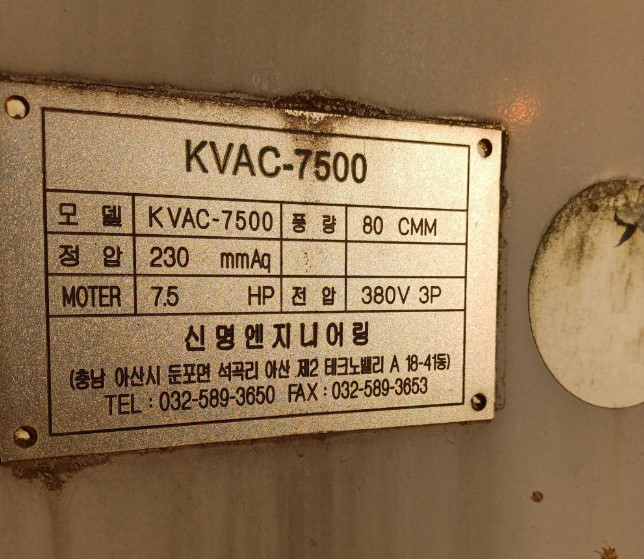 KVAC-7500
모 델 KVAC-7500 풍 량 80 CMM
정 압 230 mmAq
MOTER 7.5 HP 전 압 380V 3P
신명엔지니어링
(충남 아산시 둔포면 석곡리 아산 제2 테크노밸리 A 18-41동)
TEL : 032-589-3650 FAX : 032-589-3653